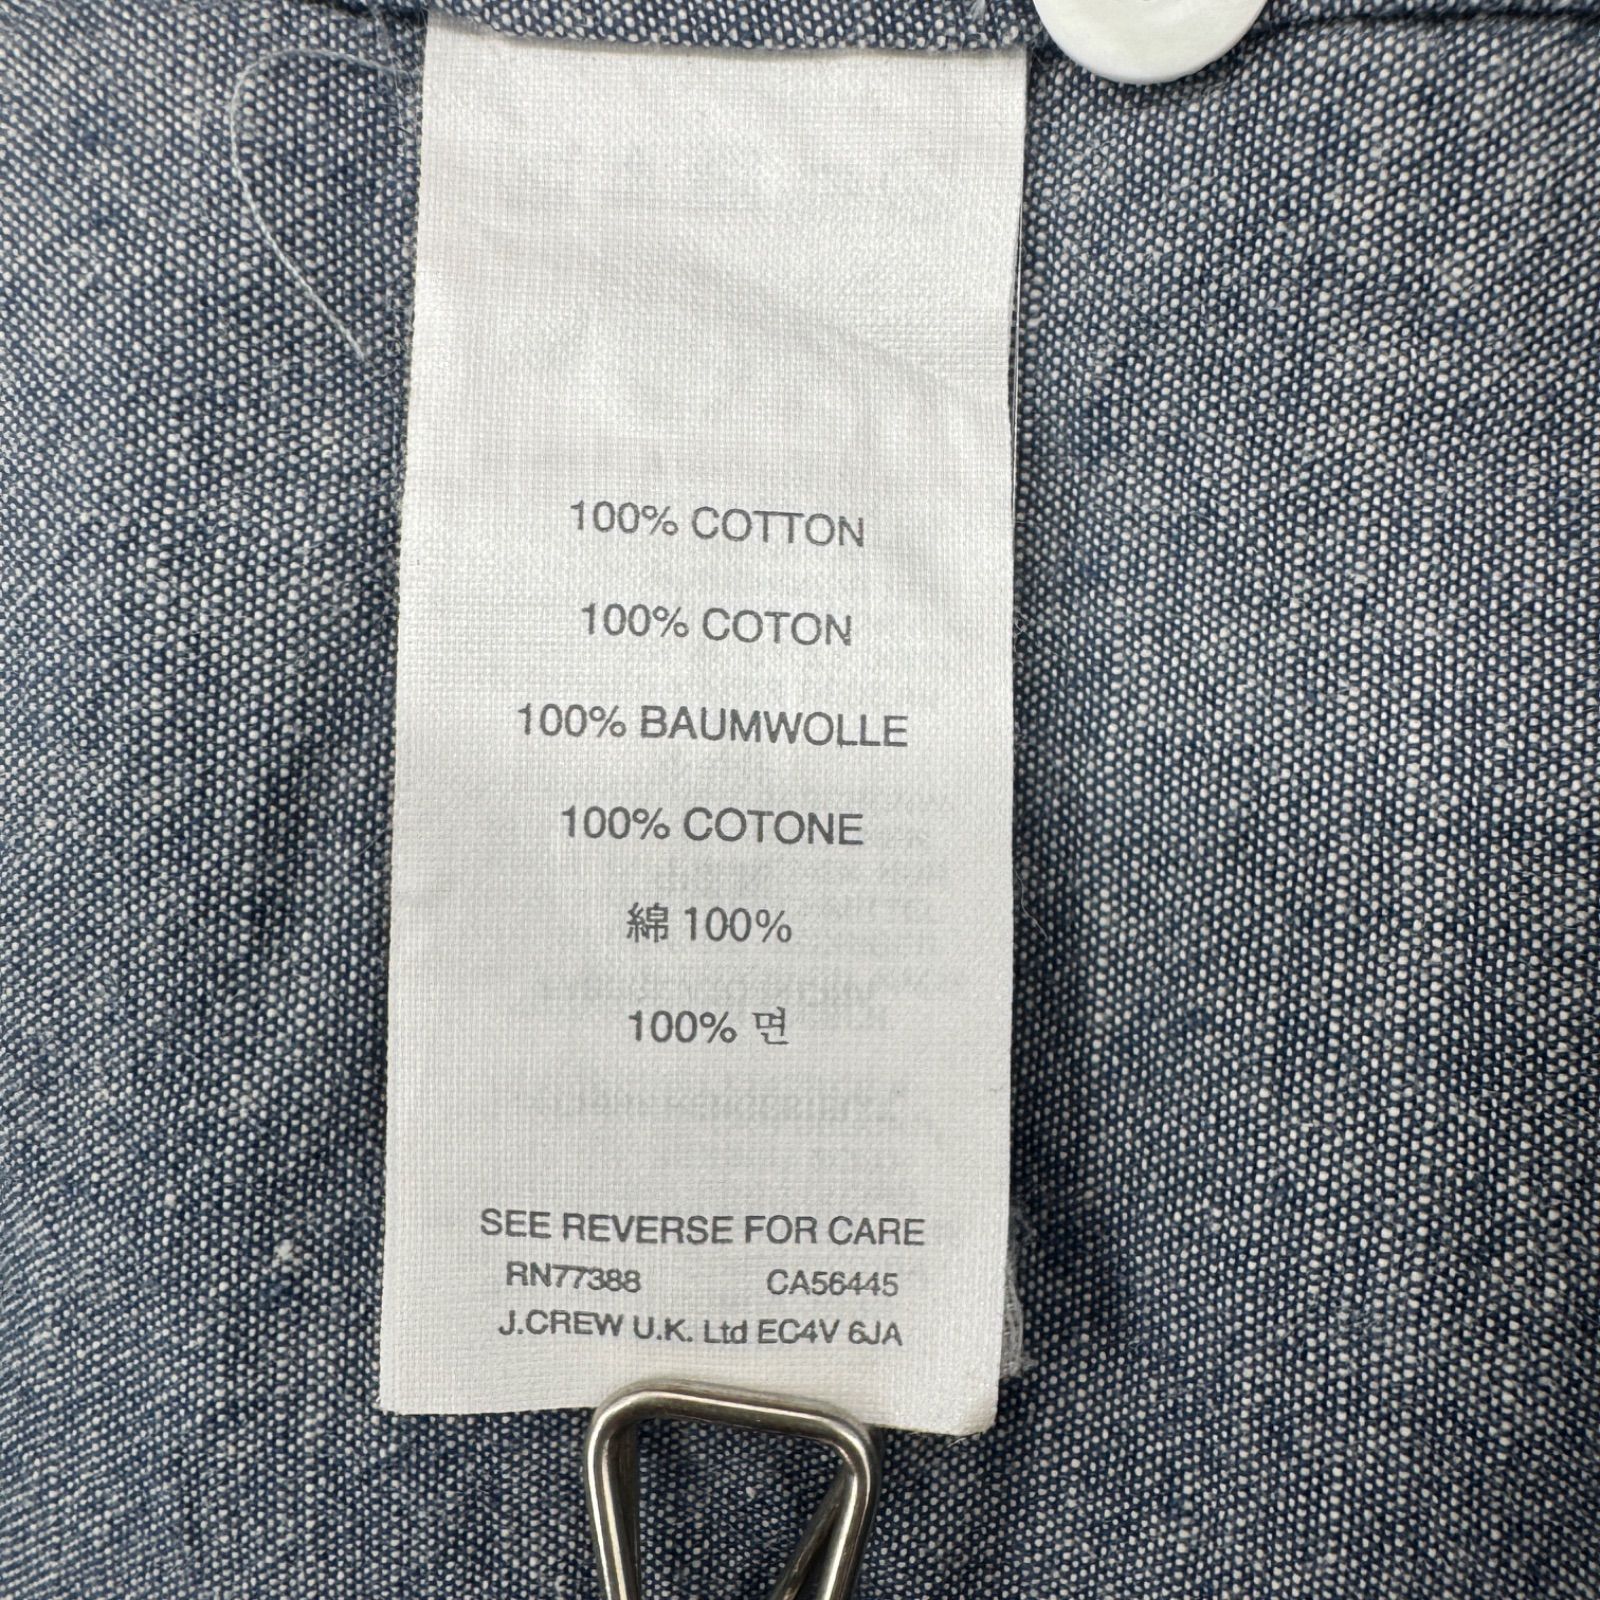 100% COTTON
100% COTON
100% BAUMWOLLE
100% COTONE
綿 100%
100% 면
SEE REVERSE FOR CARE
RN77388 CA56445
J.CREW U.K. Ltd EC4V 6JA